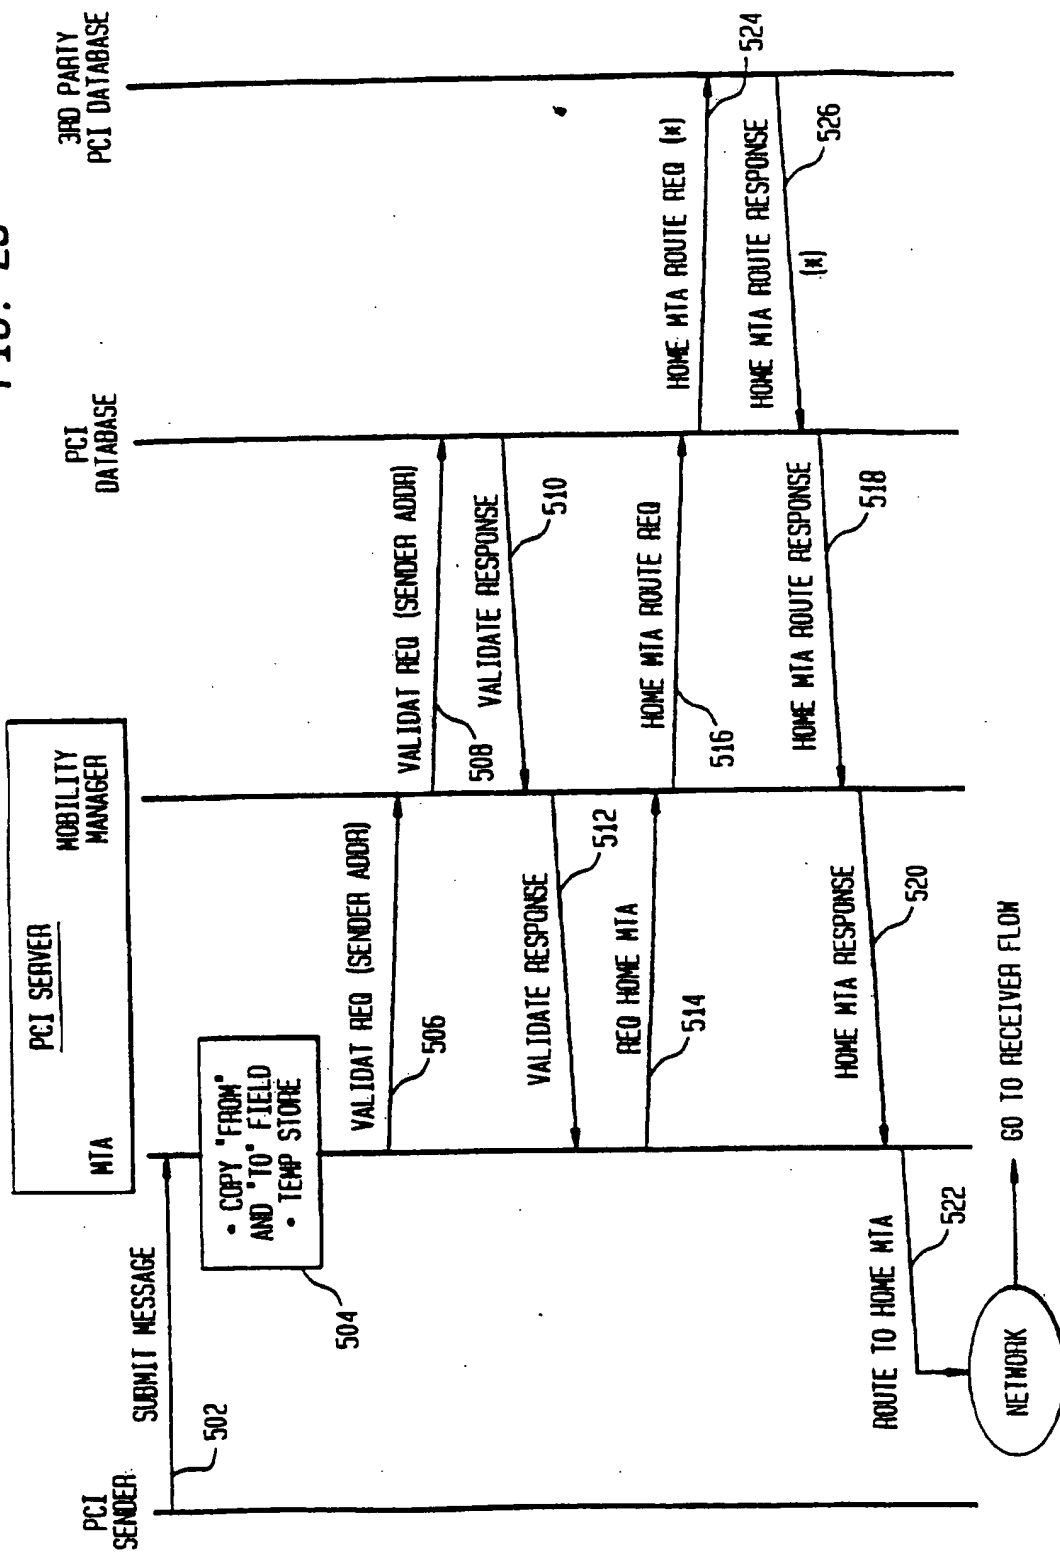 PCI
SENDER
PCI SERVER
MTA
MOBILITY
MANAGER
PCI
DATABASE
3RD PARTY
PCI DATABASE
SUBMIT MESSAGE
502
• COPY "FROM"
AND "TO" FIELD
• TEMP STORE
504
VALIDAT REQ (SENDER ADDR)
506
VALIDAT REQ (SENDER ADDR)
508
VALIDATE RESPONSE
510
VALIDATE RESPONSE
512
REQ HOME MTA
514
HOME MTA ROUTE REQ
516
HOME MTA ROUTE REQ (*)
524
HOME MTA ROUTE RESPONSE
(*)
526
HOME MTA ROUTE RESPONSE
518
HOME MTA RESPONSE
520
ROUTE TO HOME MTA
522
NETWORK
GO TO RECEIVER FLOW